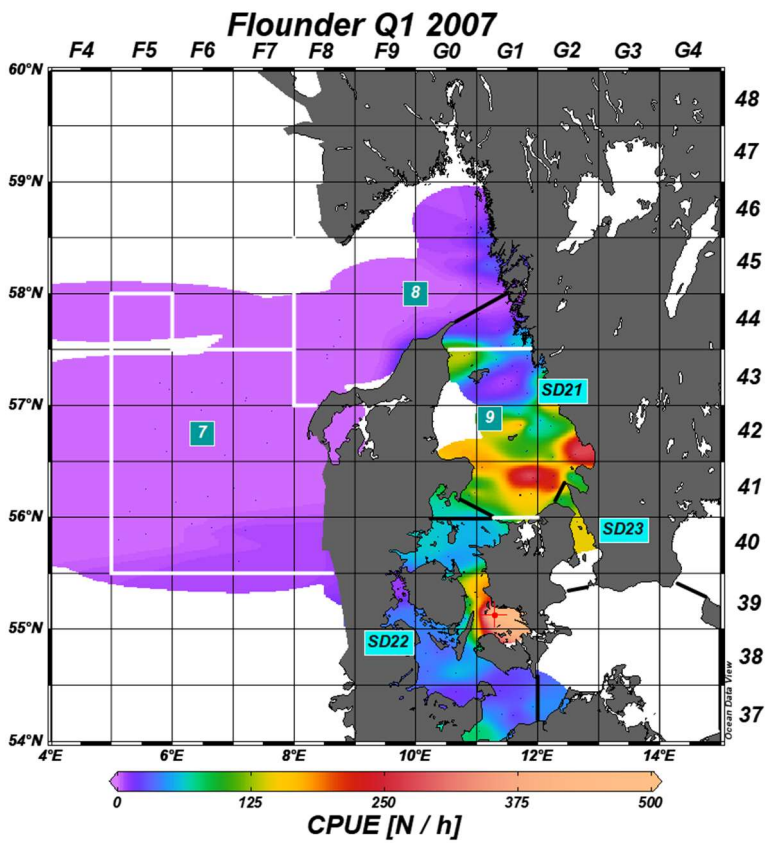 Flounder Q1 2007
F4 F5 F6 F7 F8 F9 G0 G1 G2 G3 G4
60°N
48
47
59°N
46
45
58°N
8
44
43
SD21
57°N
9
7
42
41
56°N
SD23
40
39
55°N
SD22
38
37
54°N
Ocean Data View
4°E 6°E 8°E 10°E 12°E 14°E
0 125 250 375 500
CPUE [N / h]